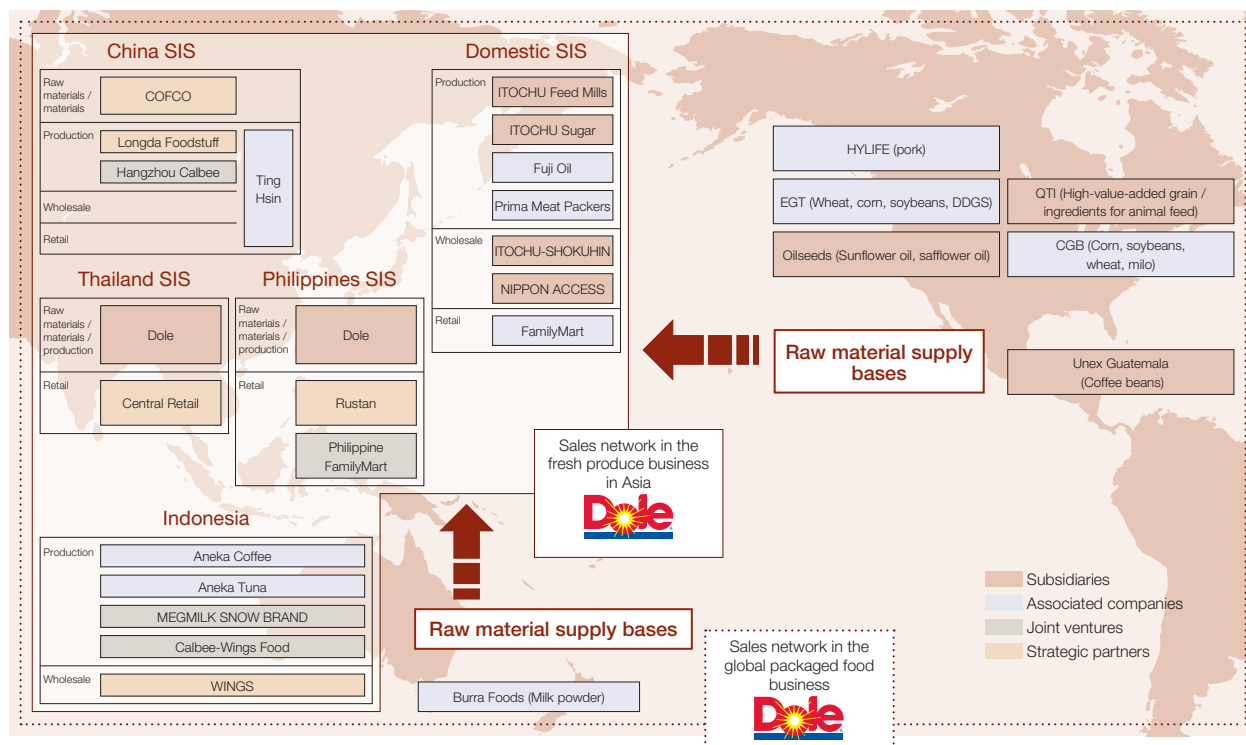 China SIS
Raw
materials /
materials
COFCO
Production
Longda Foodstuff
Hangzhou Calbee
Ting
Hsin
Wholesale
Retail
Domestic SIS
Production
ITOCHU Feed Mills
ITOCHU Sugar
Fuji Oil
Prima Meat Packers
Wholesale
ITOCHU-SHOKUHIN
NIPPON ACCESS
Retail
FamilyMart
Thailand SIS
Raw
materials /
materials /
production
Dole
Retail
Central Retail
Philippines SIS
Raw
materials /
materials /
production
Dole
Retail
Rustan
Philippine
FamilyMart
Indonesia
Production
Aneka Coffee
Aneka Tuna
MEGMILK SNOW BRAND
Calbee-Wings Food
Wholesale
WINGS
HYLIFE (pork)
EGT (Wheat, corn, soybeans, DDGS)
QTI (High-value-added grain /
ingredients for animal feed)
Oilseeds (Sunflower oil, safflower oil)
CGB (Corn, soybeans,
wheat, milo)
Raw material supply
bases
Unex Guatemala
(Coffee beans)
Sales network in the
fresh produce business
in Asia
Dole
Raw material supply bases
Burra Foods (Milk powder)
Sales network in the
global packaged food
business
Dole
Subsidiaries
Associated companies
Joint ventures
Strategic partners